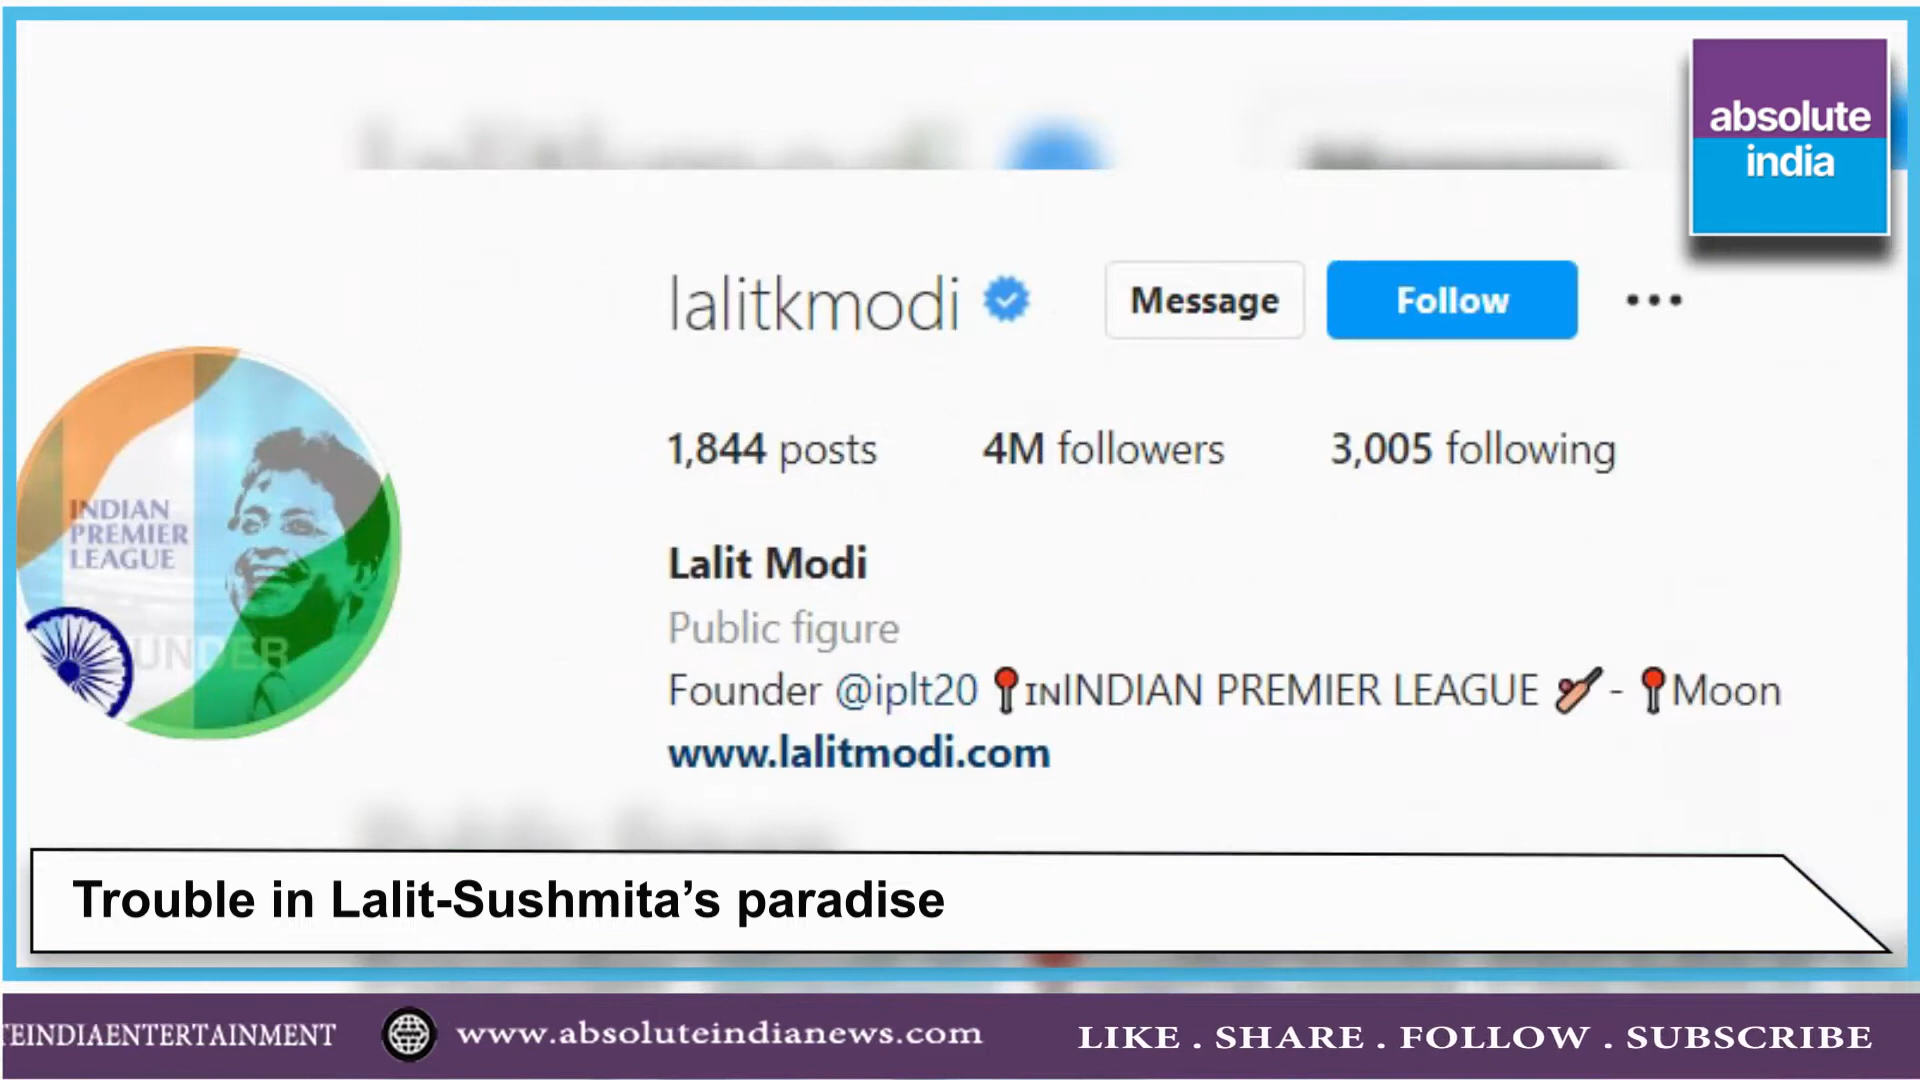 absolute
india
lalitkmodi
Message
Follow
1,844 posts
4M followers
3,005 following
INDIAN
PREMIER
LEAGUE
Lalit Modi
Public figure
Founder @iplt20 📍ɪɴINDIAN PREMIER LEAGUE 🏏 - 📍Moon
www.lalitmodi.com
Trouble in Lalit-Sushmita’s paradise
TEINDIAENTERTAINMENT
www.absoluteindianews.com
LIKE . SHARE . FOLLOW . SUBSCRIBE